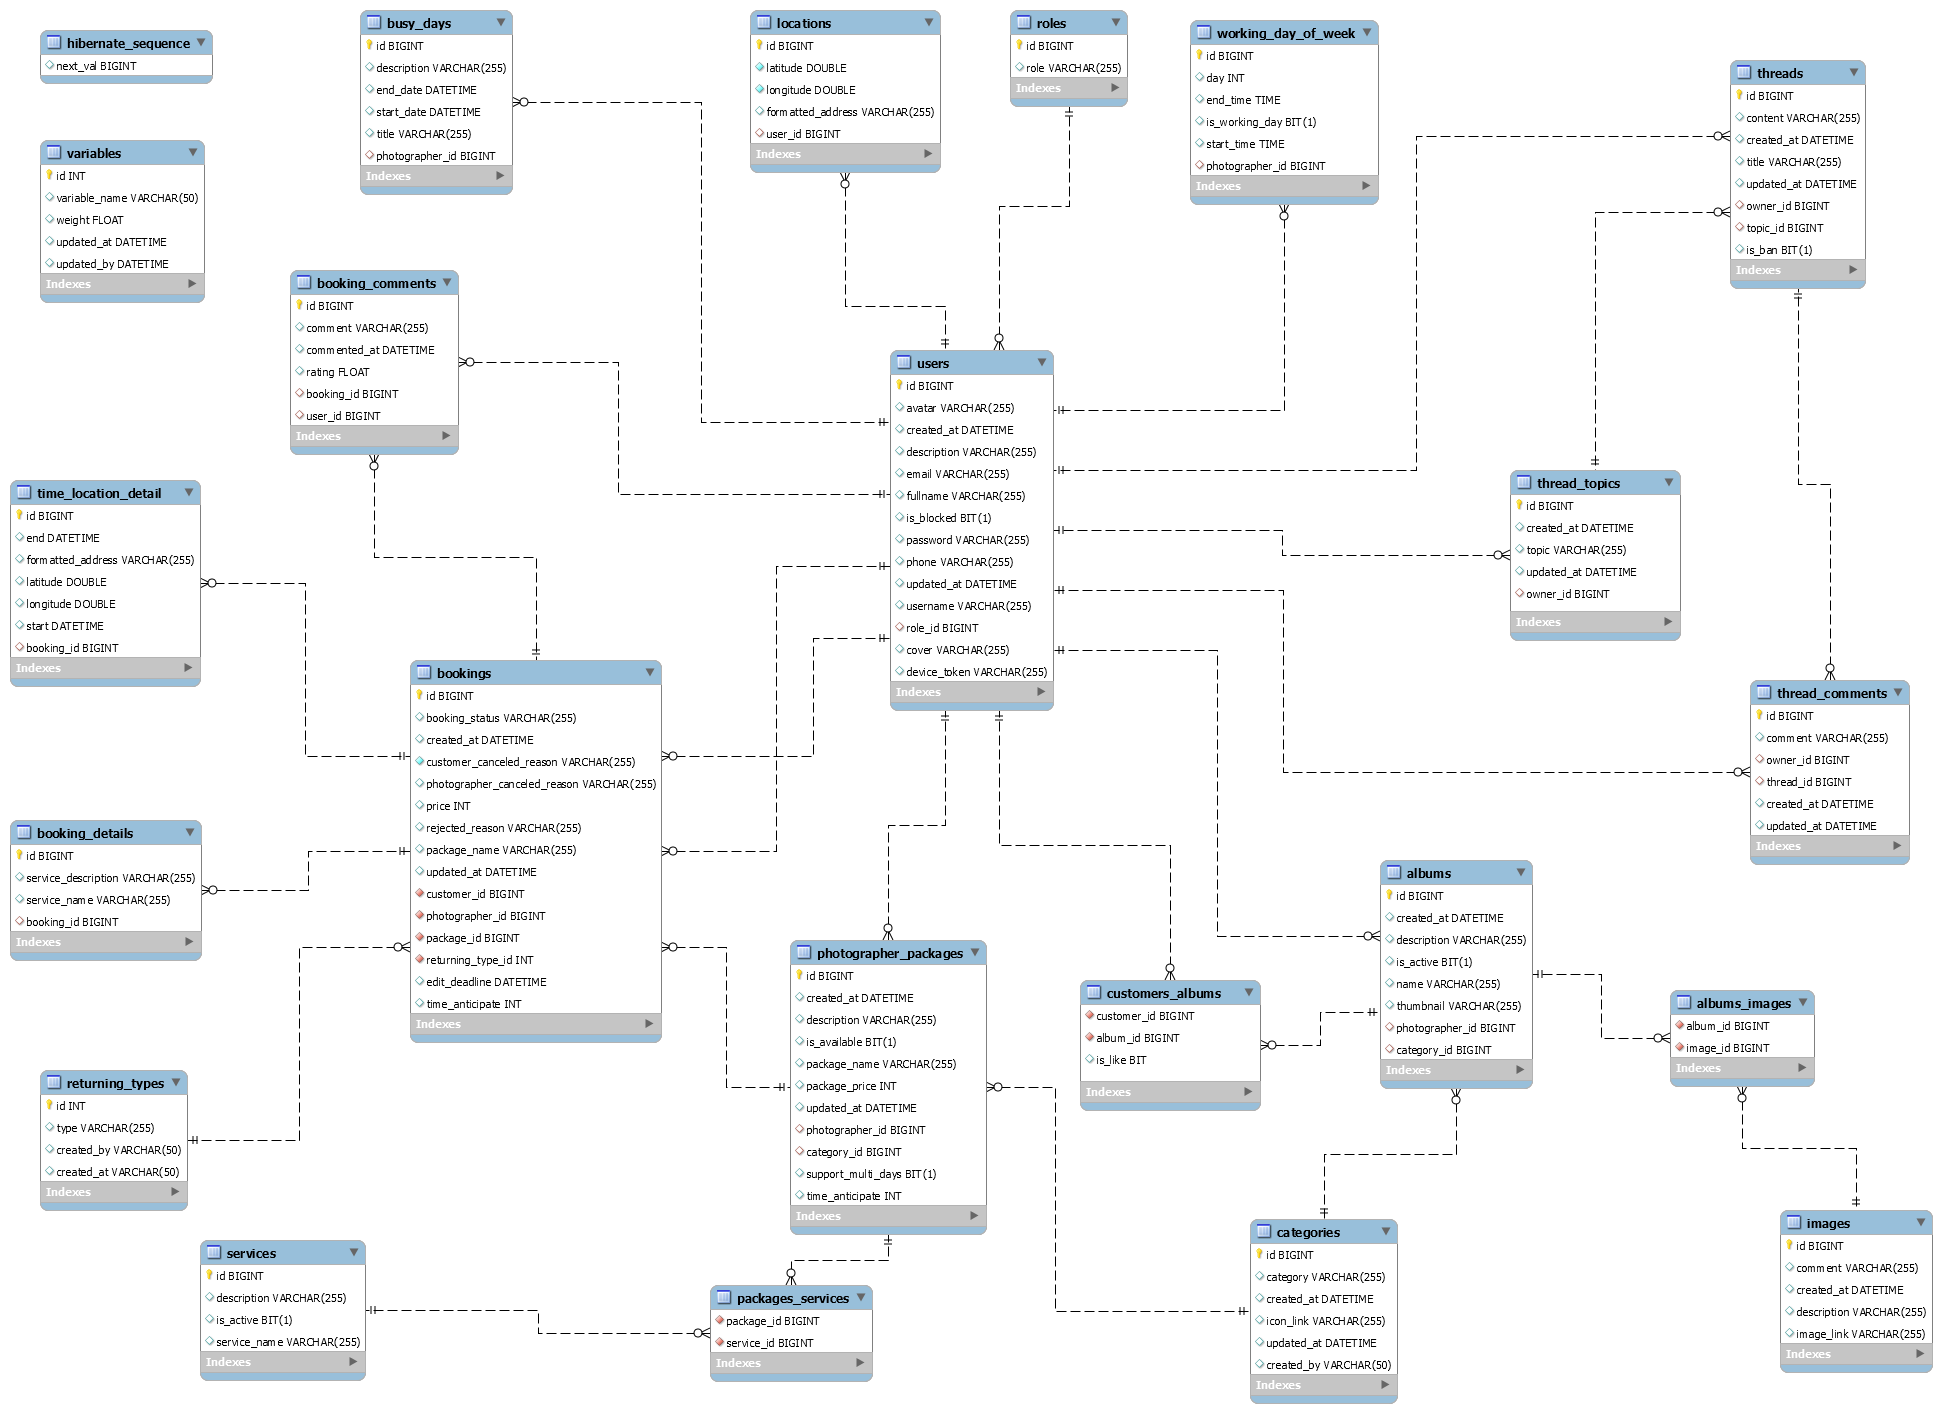 hibernate_sequence
next_val BIGINT
variables
id INT
variable_name VARCHAR(50)
weight FLOAT
updated_at DATETIME
updated_by DATETIME
Indexes
busy_days
id BIGINT
description VARCHAR(255)
end_date DATETIME
start_date DATETIME
title VARCHAR(255)
photographer_id BIGINT
Indexes
locations
id BIGINT
latitude DOUBLE
longitude DOUBLE
formatted_address VARCHAR(255)
user_id BIGINT
Indexes
roles
id BIGINT
role VARCHAR(255)
Indexes
working_day_of_week
id BIGINT
day INT
end_time TIME
is_working_day BIT(1)
start_time TIME
photographer_id BIGINT
Indexes
threads
id BIGINT
content VARCHAR(255)
created_at DATETIME
title VARCHAR(255)
updated_at DATETIME
owner_id BIGINT
topic_id BIGINT
is_ban BIT(1)
Indexes
booking_comments
id BIGINT
comment VARCHAR(255)
commented_at DATETIME
rating FLOAT
booking_id BIGINT
user_id BIGINT
Indexes
users
id BIGINT
avatar VARCHAR(255)
created_at DATETIME
description VARCHAR(255)
email VARCHAR(255)
fullname VARCHAR(255)
is_blocked BIT(1)
password VARCHAR(255)
phone VARCHAR(255)
updated_at DATETIME
username VARCHAR(255)
role_id BIGINT
cover VARCHAR(255)
device_token VARCHAR(255)
Indexes
thread_topics
id BIGINT
created_at DATETIME
topic VARCHAR(255)
updated_at DATETIME
owner_id BIGINT
Indexes
time_location_detail
id BIGINT
end DATETIME
formatted_address VARCHAR(255)
latitude DOUBLE
longitude DOUBLE
start DATETIME
booking_id BIGINT
Indexes
bookings
id BIGINT
booking_status VARCHAR(255)
created_at DATETIME
customer_canceled_reason VARCHAR(255)
photographer_canceled_reason VARCHAR(255)
price INT
rejected_reason VARCHAR(255)
package_name VARCHAR(255)
updated_at DATETIME
customer_id BIGINT
photographer_id BIGINT
package_id BIGINT
returning_type_id INT
edit_deadline DATETIME
time_anticipate INT
Indexes
thread_comments
id BIGINT
comment VARCHAR(255)
owner_id BIGINT
thread_id BIGINT
created_at DATETIME
updated_at DATETIME
Indexes
booking_details
id BIGINT
service_description VARCHAR(255)
service_name VARCHAR(255)
booking_id BIGINT
Indexes
photographer_packages
id BIGINT
created_at DATETIME
description VARCHAR(255)
is_available BIT(1)
package_name VARCHAR(255)
package_price INT
updated_at DATETIME
photographer_id BIGINT
category_id BIGINT
support_multi_days BIT(1)
time_anticipate INT
Indexes
customers_albums
customer_id BIGINT
album_id BIGINT
is_like BIT
Indexes
albums
id BIGINT
created_at DATETIME
description VARCHAR(255)
is_active BIT(1)
name VARCHAR(255)
thumbnail VARCHAR(255)
photographer_id BIGINT
category_id BIGINT
Indexes
albums_images
album_id BIGINT
image_id BIGINT
Indexes
returning_types
id INT
type VARCHAR(255)
created_by VARCHAR(50)
created_at VARCHAR(50)
Indexes
services
id BIGINT
description VARCHAR(255)
is_active BIT(1)
service_name VARCHAR(255)
Indexes
packages_services
package_id BIGINT
service_id BIGINT
Indexes
categories
id BIGINT
category VARCHAR(255)
created_at DATETIME
icon_link VARCHAR(255)
updated_at DATETIME
created_by VARCHAR(50)
Indexes
images
id BIGINT
comment VARCHAR(255)
created_at DATETIME
description VARCHAR(255)
image_link VARCHAR(255)
Indexes